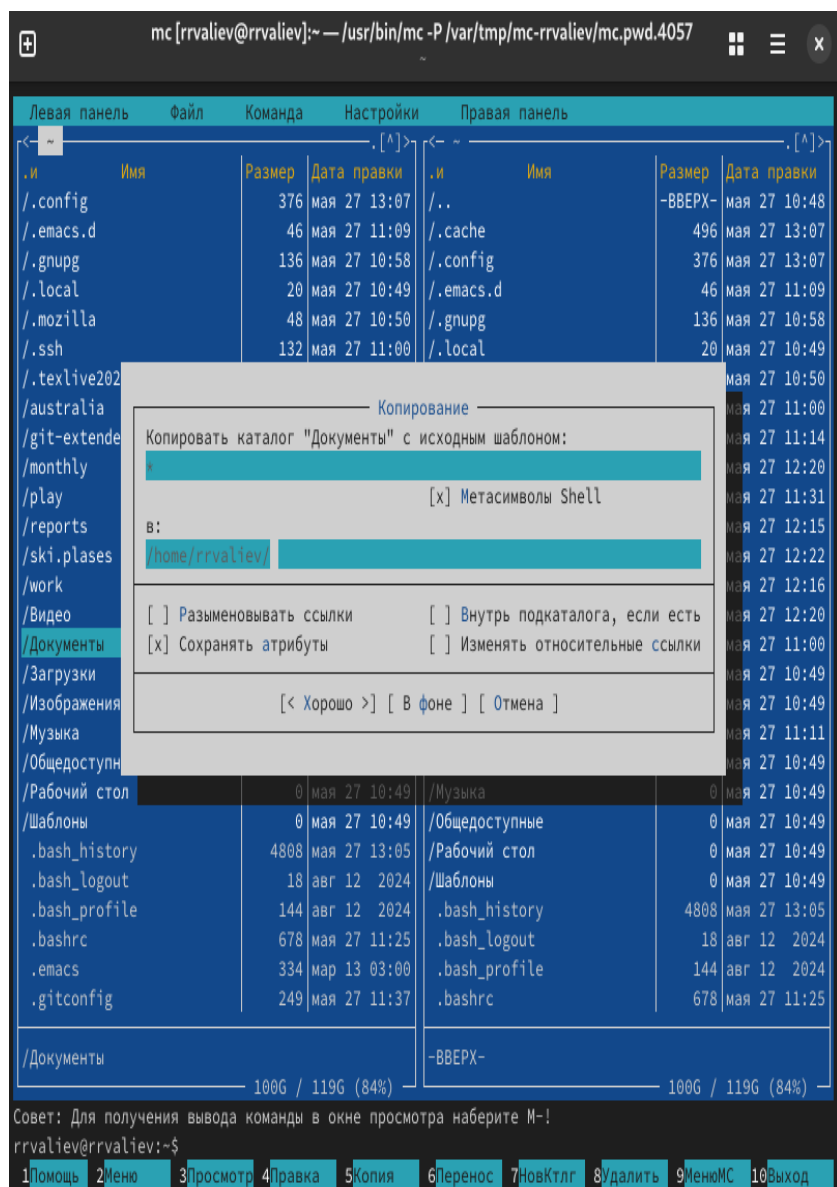 mc [rrvaliev@rrvaliev]:~ — /usr/bin/mc -P /var/tmp/mc-rrvaliev/mc.pwd.4057
~
Левая панель Файл Команда Настройки Правая панель
<— ~ .[^]> <— ~ .[^]>
.и Имя Размер Дата правки .и Имя Размер Дата правки
/.config 376 мая 27 13:07 /.. -ВВЕРХ- мая 27 10:48
/.emacs.d 46 мая 27 11:09 /.cache 496 мая 27 13:07
/.gnupg 136 мая 27 10:58 /.config 376 мая 27 13:07
/.local 20 мая 27 10:49 /.emacs.d 46 мая 27 11:09
/.mozilla 48 мая 27 10:50 /.gnupg 136 мая 27 10:58
/.ssh 132 мая 27 11:00 /.local 20 мая 27 10:49
/.texlive202 мая 27 10:50
/australia Копирование мая 27 11:00
/git-extende Копировать каталог "Документы" с исходным шаблоном: мая 27 11:14
/monthly * мая 27 12:20
/play [x] Метасимволы Shell мая 27 11:31
/reports в: мая 27 12:15
/ski.plases /home/rrvaliev/ мая 27 12:22
/work мая 27 12:16
/Видео [ ] Разыменовывать ссылки [ ] Внутрь подкаталога, если есть мая 27 12:20
/Документы [x] Сохранять атрибуты [ ] Изменять относительные ссылки мая 27 11:00
/Загрузки мая 27 10:49
/Изображения [< Хорошо >] [ В фоне ] [ Отмена ] мая 27 10:49
/Музыка мая 27 11:11
/Общедоступн мая 27 10:49
/Рабочий стол 0 мая 27 10:49 /Музыка 0 мая 27 10:49
/Шаблоны 0 мая 27 10:49 /Общедоступные 0 мая 27 10:49
.bash_history 4808 мая 27 13:05 /Рабочий стол 0 мая 27 10:49
.bash_logout 18 авг 12 2024 /Шаблоны 0 мая 27 10:49
.bash_profile 144 авг 12 2024 .bash_history 4808 мая 27 13:05
.bashrc 678 мая 27 11:25 .bash_logout 18 авг 12 2024
.emacs 334 мар 13 03:00 .bash_profile 144 авг 12 2024
.gitconfig 249 мая 27 11:37 .bashrc 678 мая 27 11:25
/Документы -ВВЕРХ-
100G / 119G (84%) 100G / 119G (84%)
Совет: Для получения вывода команды в окне просмотра наберите M-!
rrvaliev@rrvaliev:~$
1Помощь 2Меню 3Просмотр 4Правка 5Копия 6Перенос 7НовКтлг 8Удалить 9МенюMC 10Выход